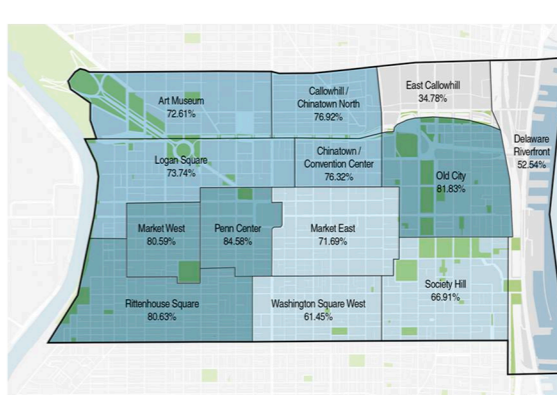 Art Museum
72.61%
Callowhill /
Chinatown North
76.92%
East Callowhill
34.78%
Delaware
Riverfront
52.54%
Logan Square
73.74%
Chinatown /
Convention Center
76.32%
Old City
81.83%
Market West
80.59%
Penn Center
84.58%
Market East
71.69%
Rittenhouse Square
80.63%
Washington Square West
61.45%
Society Hill
66.91%